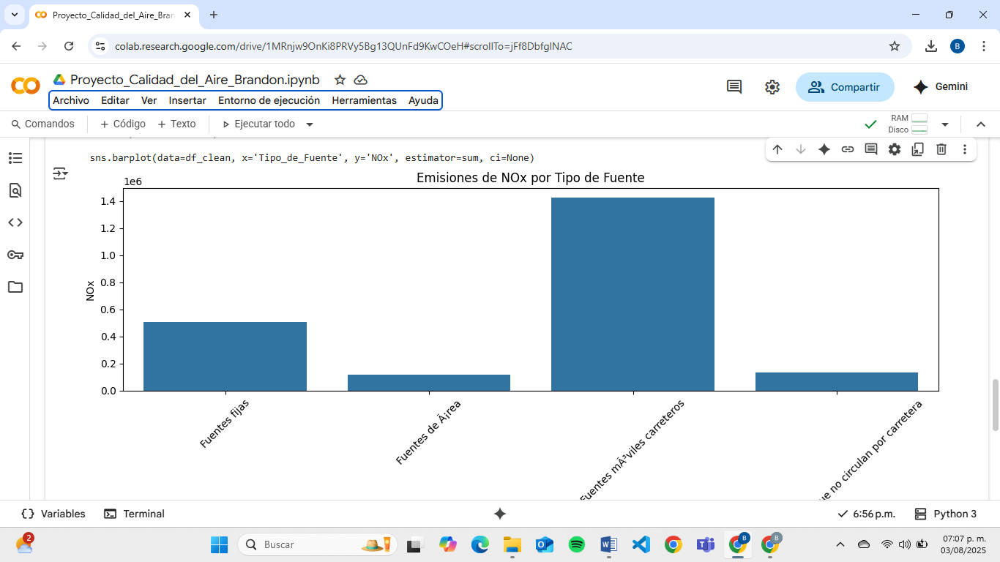 Proyecto_Calidad_del_Aire_Bran
colab.research.google.com/drive/1MRnjw9OnKi8PRVy5Bg13QUnFd9KwCOeH#scrollTo=jFf8DbfgINAC
B
Proyecto_Calidad_del_Aire_Brandon.ipynb
Archivo Editar Ver Insertar Entorno de ejecución Herramientas Ayuda
Compartir
Gemini
Comandos + Código + Texto Ejecutar todo
RAM
Disco
sns.barplot(data=df_clean, x='Tipo_de_Fuente', y='NOx', estimator=sum, ci=None)
Emisiones de NOx por Tipo de Fuente
1e6
1.4
1.2
1.0
0.8
0.6
0.4
0.2
0.0
NOx
Fuentes fijas
Fuentes de Ã¡rea
Fuentes mÃ³viles carreteros
ue no circulan por carretera
Variables Terminal
6:56 p.m. Python 3
2
Buscar
B
B
07:07 p. m.
03/08/2025